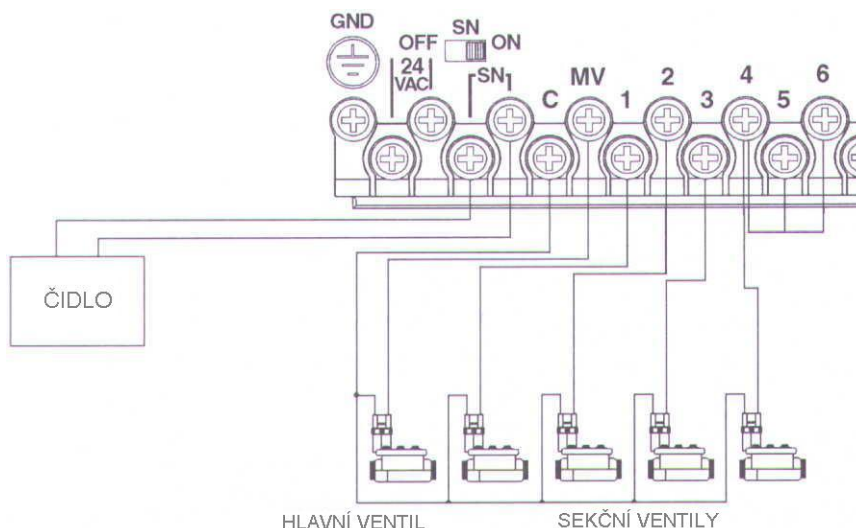 GND
OFF SN ON
24
VAC
SN
C MV 1 2 3 4 5 6
ČIDLO
HLAVNÍ VENTIL SEKČNÍ VENTILY